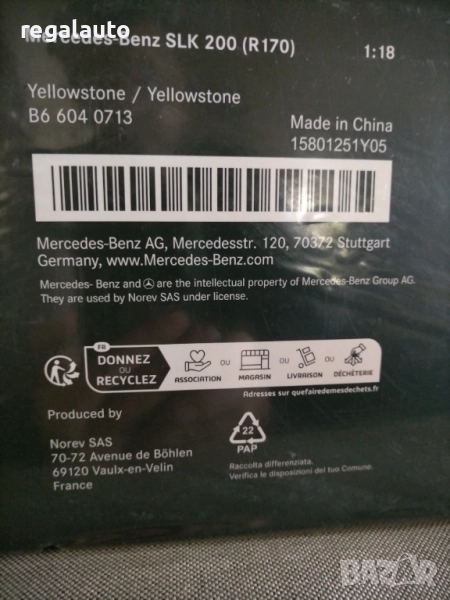 regalauto
Mercedes-Benz SLK 200 (R170)
1:18
Yellowstone / Yellowstone
B6 604 0713
Made in China
15801251Y05
Mercedes-Benz AG, Mercedesstr. 120, 70372 Stuttgart
Germany, www.Mercedes-Benz.com
Mercedes- Benz and are the intellectual property of Mercedes-Benz Group AG.
They are used by Norev SAS under license.
FR
DONNEZ
OU
RECYCLEZ
ASSOCIATION
OU
MAGASIN
OU
LIVRAISON
OU
DÉCHÈTERIE
Adresses sur quefairedemesdechets.fr
Produced by
Norev SAS
70-72 Avenue de Böhlen
69120 Vaulx-en-Velin
France
22
PAP
Raccolta differenziata.
Verifica le disposizioni del tuo Comune.
BAZAR